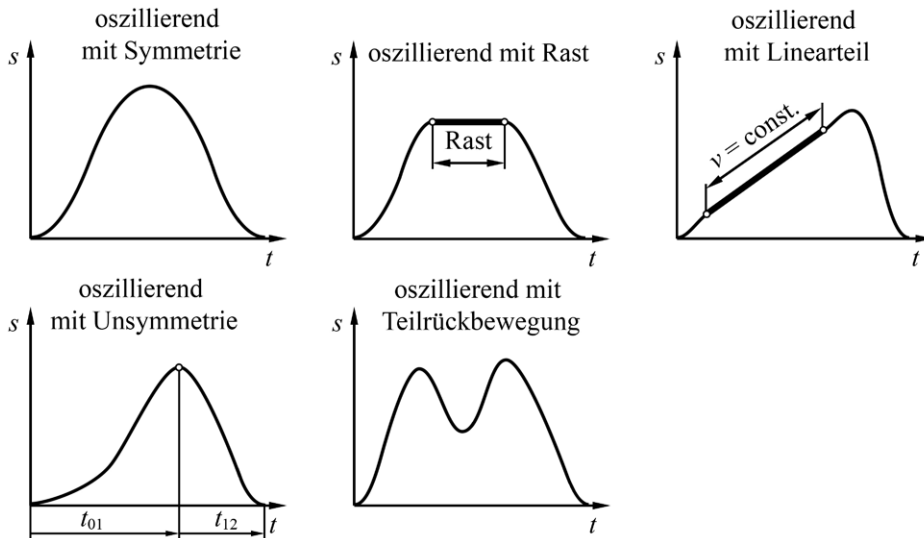 oszillierend
mit Symmetrie
s
t
oszillierend mit Rast
s
Rast
t
oszillierend
mit Linearteil
s
v = const.
t
oszillierend
mit Unsymmetrie
s
t01
t12
t
oszillierend mit
Teilrückbewegung
s
t